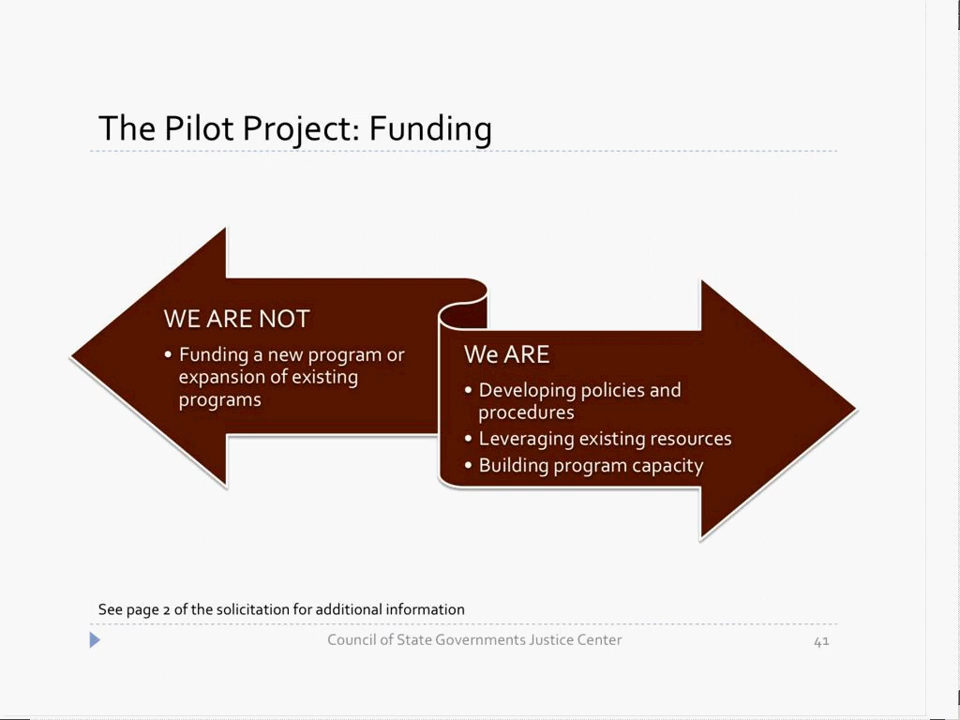 The Pilot Project: Funding
WE ARE NOT
• Funding a new program or
expansion of existing
programs
We ARE
• Developing policies and
procedures
• Leveraging existing resources
• Building program capacity
See page 2 of the solicitation for additional information
Council of State Governments Justice Center
41